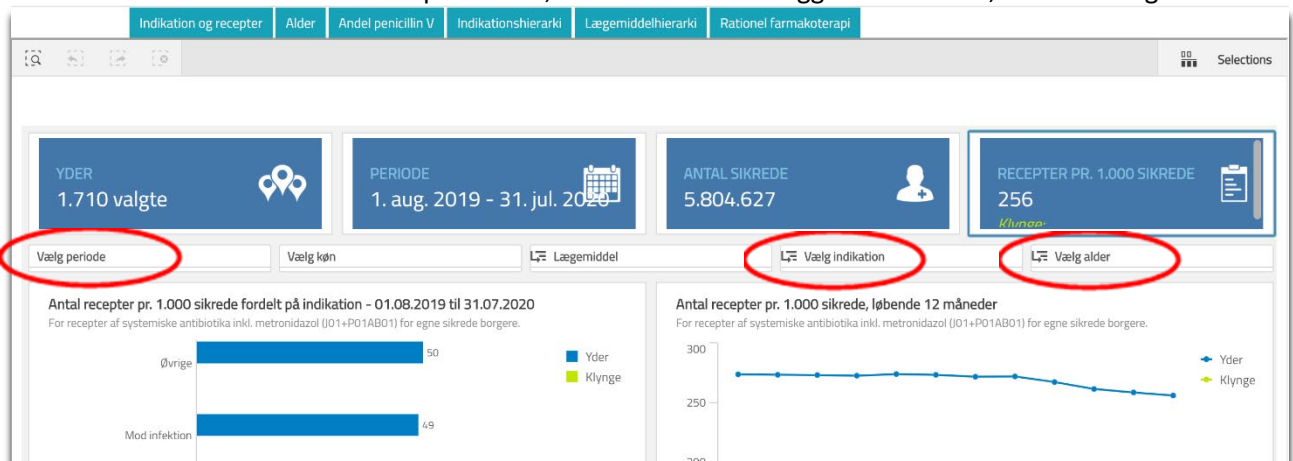 Indikation og recepter Alder Andel penicillin V Indikationshierarki Lægemiddelhierarki Rationel farmakoterapi
Selections
YDER
1.710 valgte
PERIODE
1. aug. 2019 - 31. jul. 2020
ANTAL SIKREDE
5.804.627
RECEPTER PR. 1.000 SIKREDE
256
Klynge:
Vælg periode Vælg køn Lægemiddel Vælg indikation Vælg alder
Antal recepter pr. 1.000 sikrede fordelt på indikation - 01.08.2019 til 31.07.2020
For recepter af systemiske antibiotika inkl. metronidazol (J01+P01AB01) for egne sikrede borgere.
Øvrige 50
Mod infektion 49
Yder
Klynge
Antal recepter pr. 1.000 sikrede, løbende 12 måneder
For recepter af systemiske antibiotika inkl. metronidazol (J01+P01AB01) for egne sikrede borgere.
300
250
Yder
Klynge